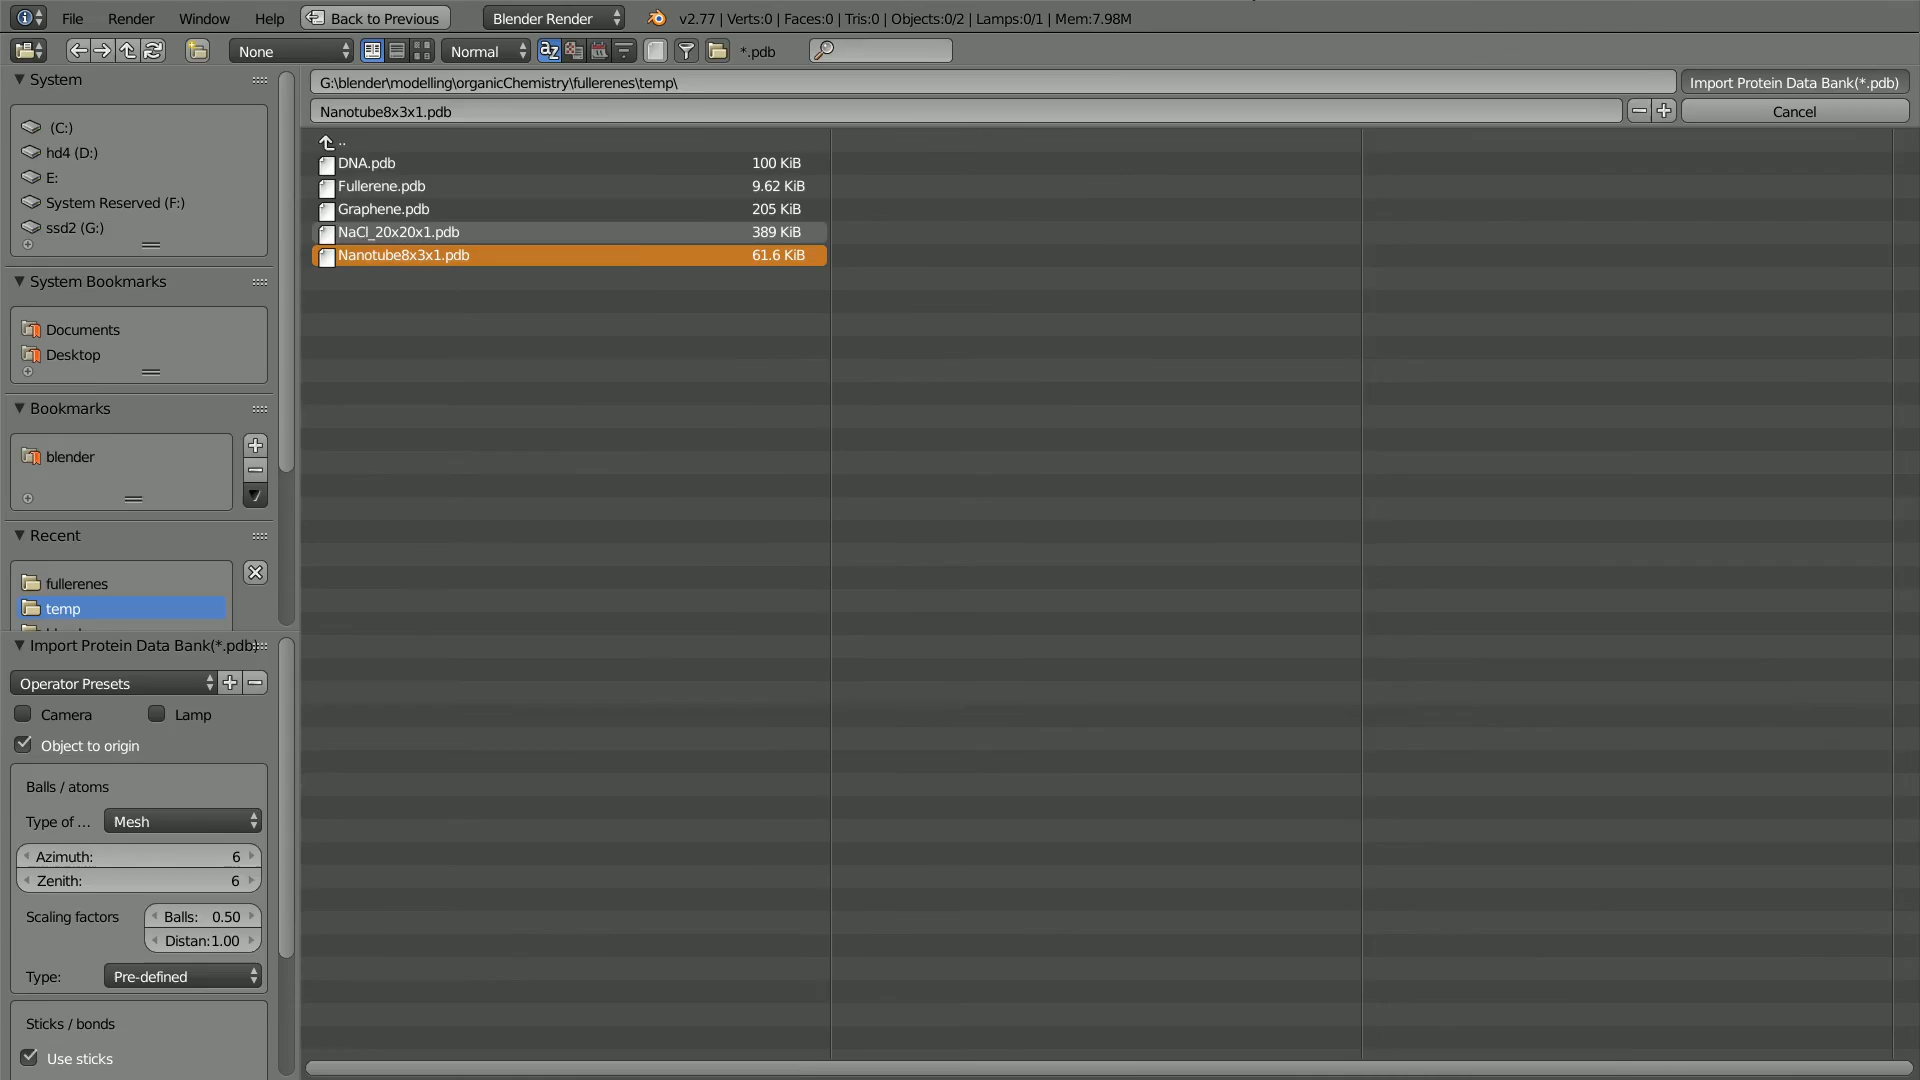 File Render Window Help Back to Previous Blender Render v2.77 | Verts:0 | Faces:0 | Tris:0 | Objects:0/2 | Lamps:0/1 | Mem:7.98M
None Normal *.pdb
System
(C:)
hd4 (D:)
E:
System Reserved (F:)
ssd2 (G:)
System Bookmarks
Documents
Desktop
Bookmarks
blender
Recent
fullerenes
temp
Import Protein Data Bank(*.pdb)
Operator Presets
Camera Lamp
Object to origin
Balls / atoms
Type of ... Mesh
Azimuth: 6
Zenith: 6
Scaling factors Balls: 0.50
Distan:1.00
Type: Pre-defined
Sticks / bonds
Use sticks
G:\blender\modelling\organicChemistry\fullerenes\temp\ Import Protein Data Bank(*.pdb)
Nanotube8x3x1.pdb Cancel
..
DNA.pdb 100 KiB
Fullerene.pdb 9.62 KiB
Graphene.pdb 205 KiB
NaCl_20x20x1.pdb 389 KiB
Nanotube8x3x1.pdb 61.6 KiB